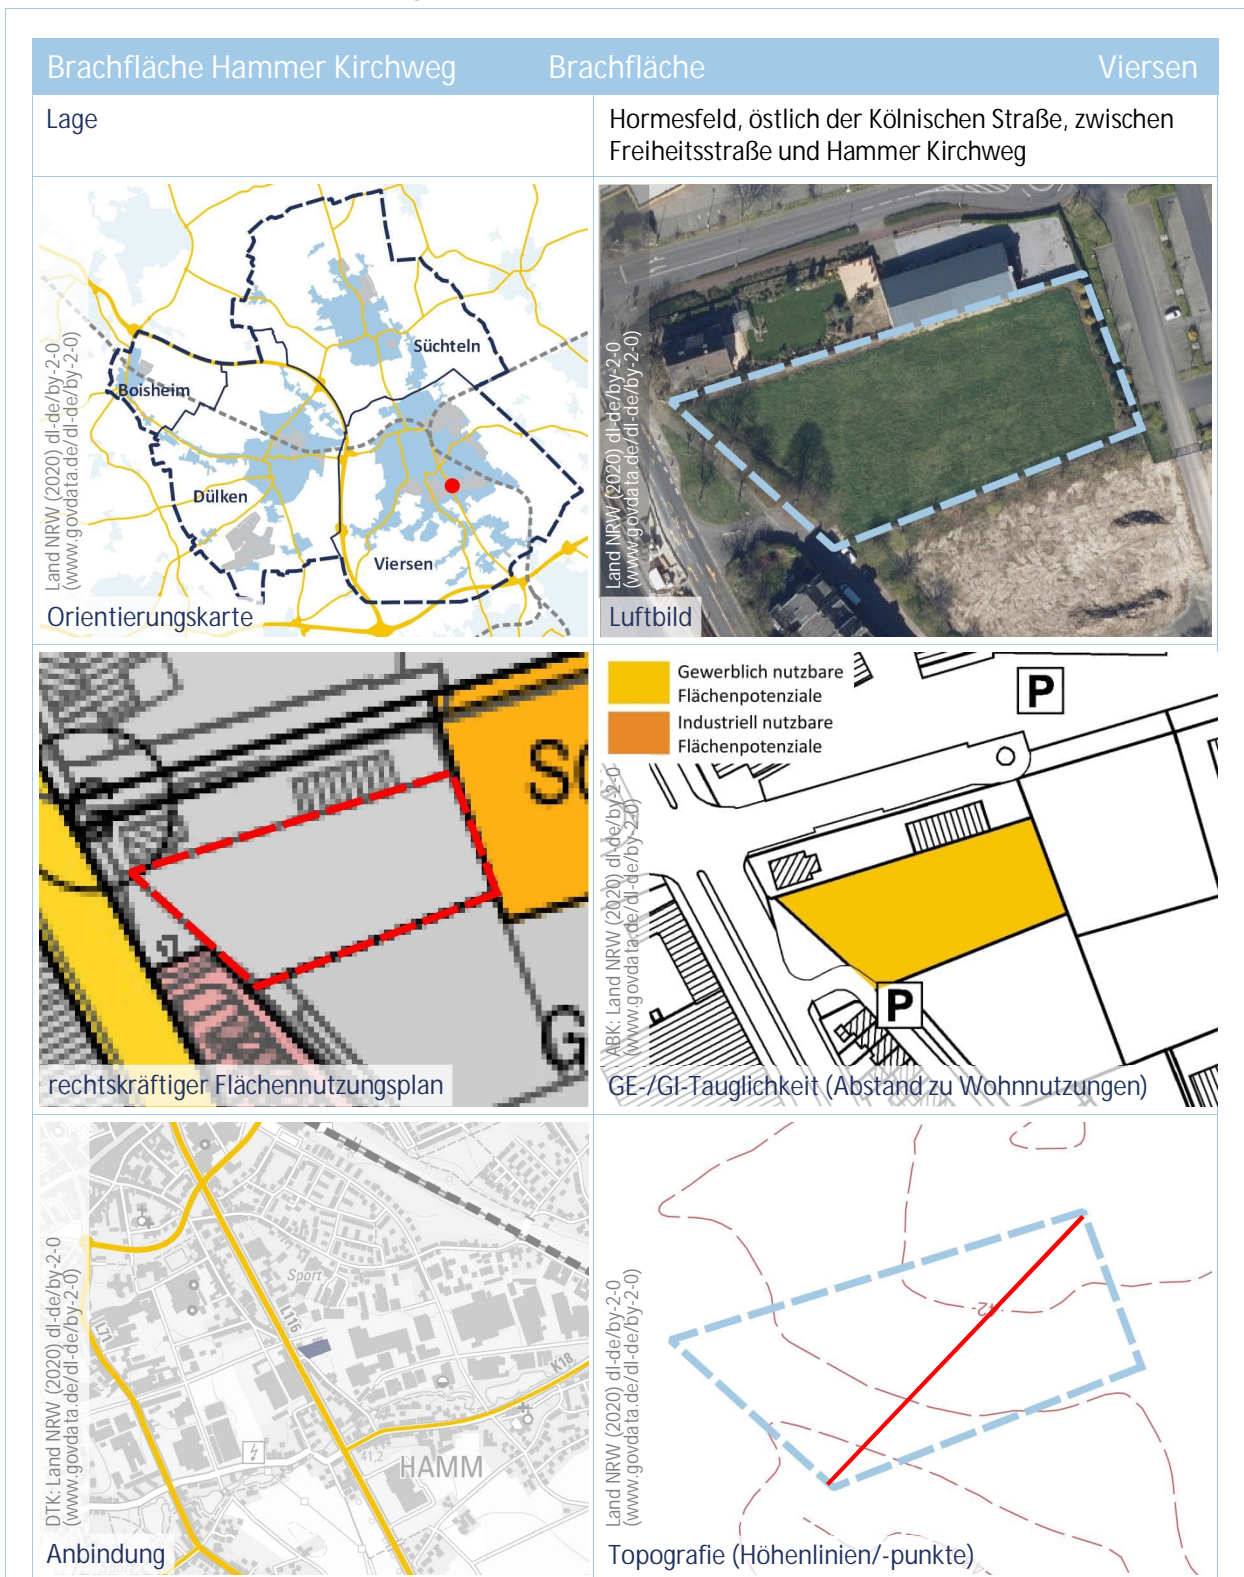 Brachfläche Hammer Kirchweg Brachfläche Viersen
Lage
Hormesfeld, östlich der Kölnischen Straße, zwischen
Freiheitsstraße und Hammer Kirchweg
Süchteln
Boisheim
Dülken
Viersen
Land NRW (2020) dl-de/by-2-0
(www.govdata.de/dl-de/by-2-0)
Orientierungskarte
Land NRW (2020) dl-de/by-2-0
(www.govdata.de/dl-de/by-2-0)
Luftbild
G
rechtskräftiger Flächennutzungsplan
Gewerblich nutzbare
Flächenpotenziale
Industriell nutzbare
Flächenpotenziale
P
P
ABK: Land NRW (2020) dl-de/by-2-0
(www.govdata.de/dl-de/by-2-0)
GE-/GI-Tauglichkeit (Abstand zu Wohnnutzungen)
Sport
L116
L71
K18
41,2
HAMM
DTK: Land NRW (2020) dl-de/by-2-0
(www.govdata.de/dl-de/by-2-0)
Anbindung
-42-
Land NRW (2020) dl-de/by-2-0
(www.govdata.de/dl-de/by-2-0)
Topografie (Höhenlinien/-punkte)